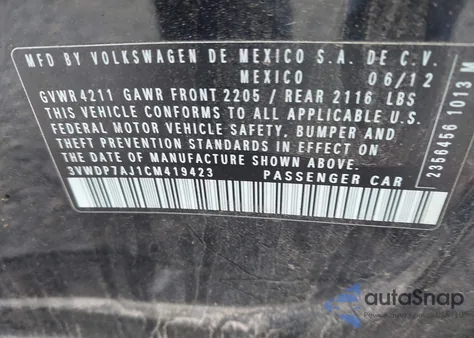 MFD BY VOLKSWAGEN DE MEXICO S.A. DE C.V.
MEXICO 06/12
GVWR 4211 GAWR FRONT 2205 / REAR 2116 LBS
THIS VEHICLE CONFORMS TO ALL APPLICABLE U.S.
FEDERAL MOTOR VEHICLE SAFETY, BUMPER AND
THEFT PREVENTION STANDARDS IN EFFECT ON
THE DATE OF MANUFACTURE SHOWN ABOVE.
3VWDP7AJ1CM419423 PASSENGER CAR
2356456 1013M
autoSnap